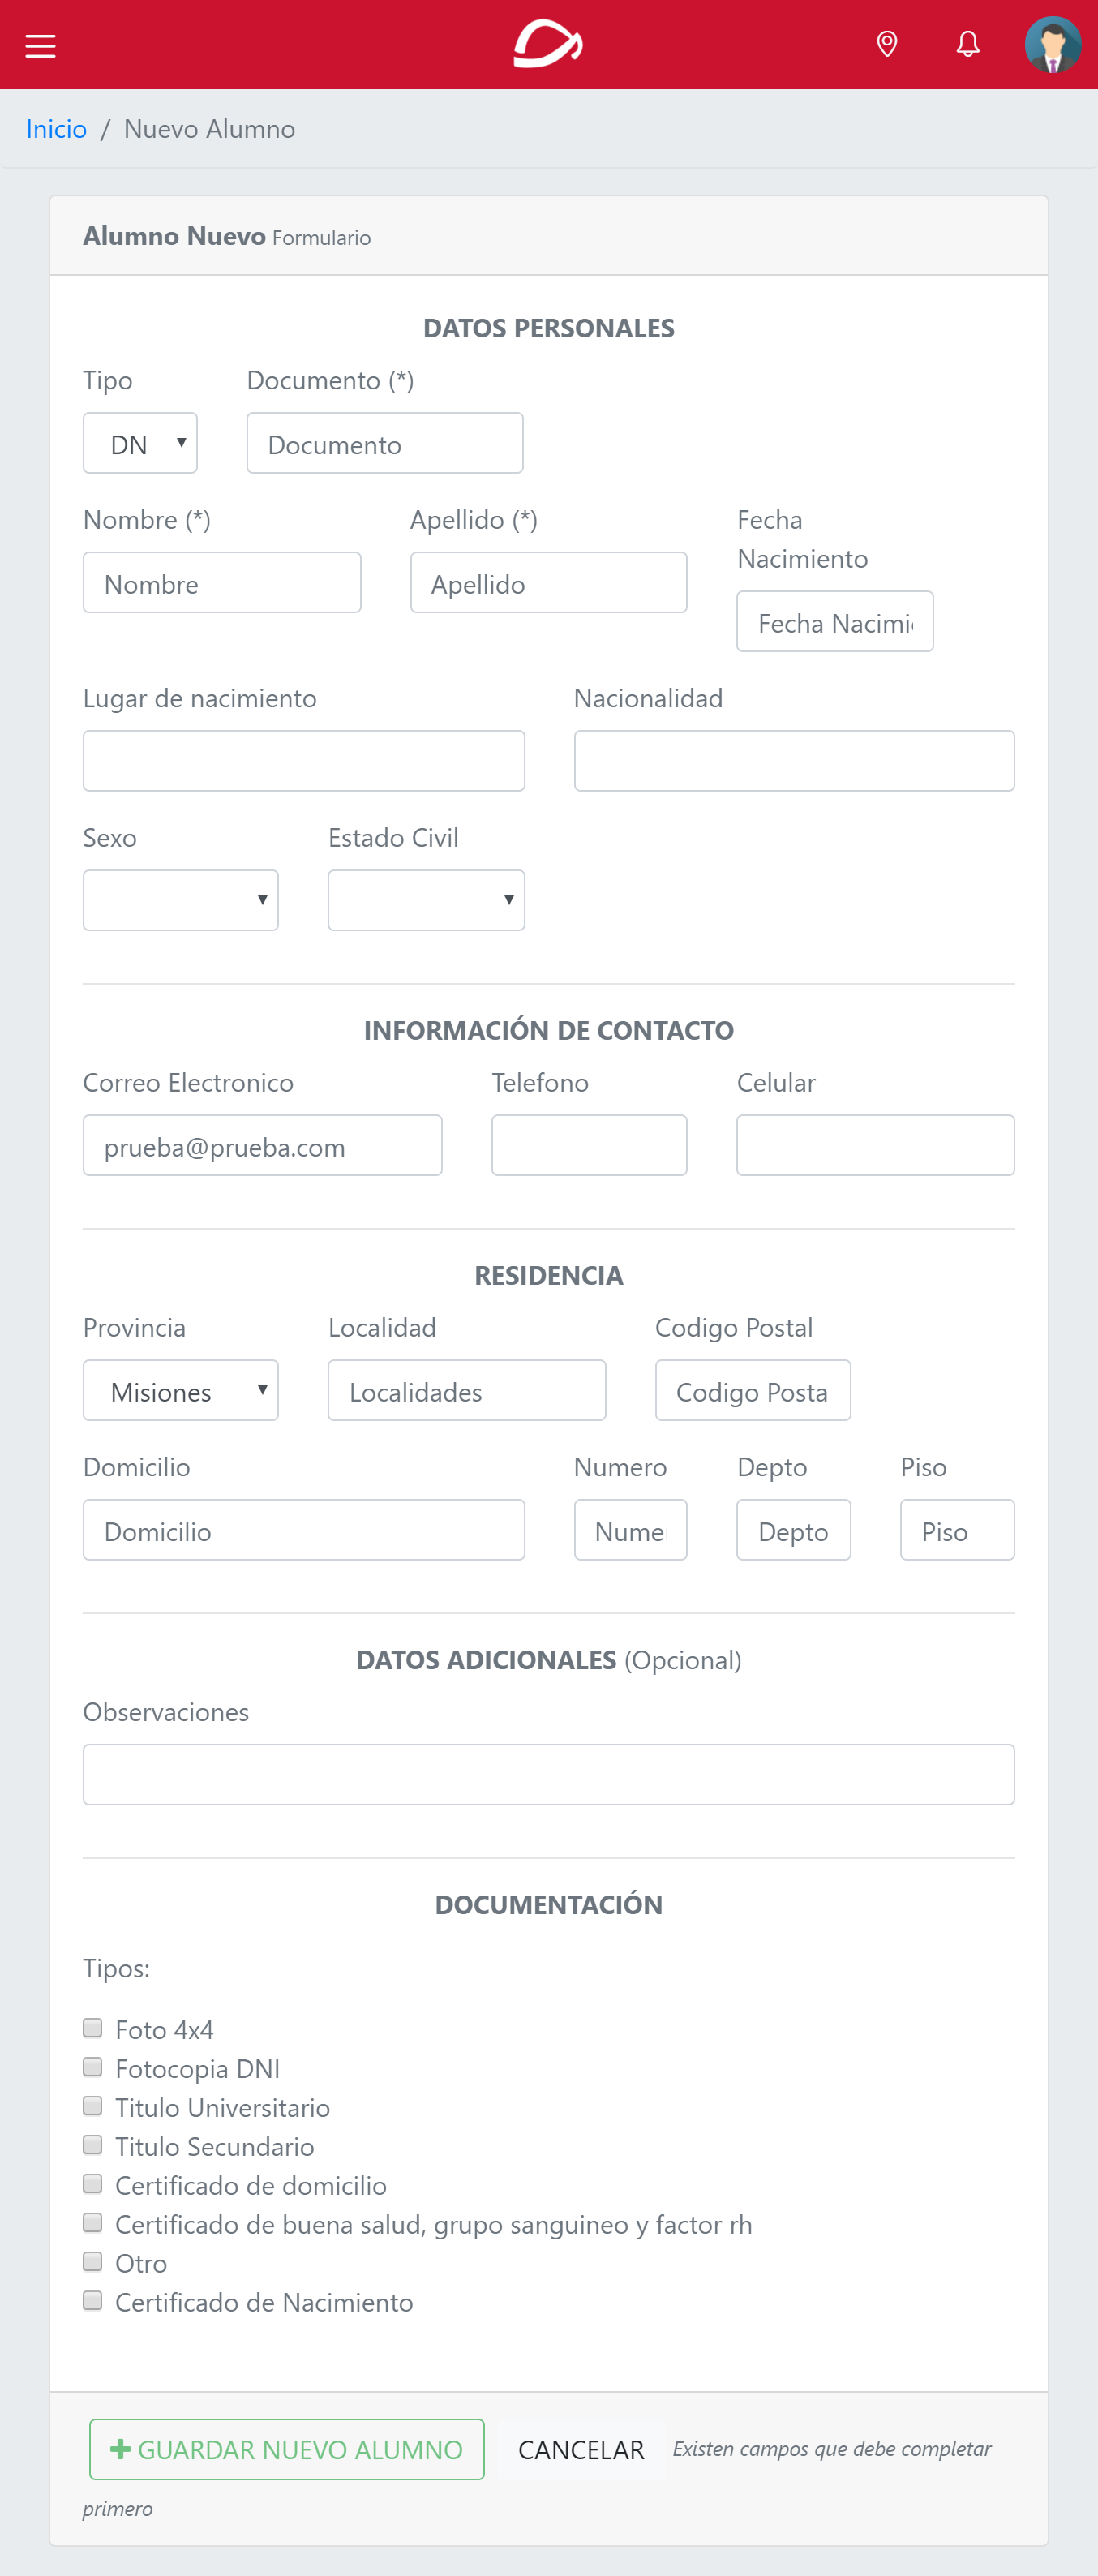 Inicio / Nuevo Alumno
Alumno Nuevo Formulario
DATOS PERSONALES
Tipo Documento (*)
DN Documento
Nombre (*) Apellido (*) Fecha Nacimiento
Nombre Apellido Fecha Nacimi
Lugar de nacimiento Nacionalidad
Sexo Estado Civil
INFORMACIÓN DE CONTACTO
Correo Electronico Telefono Celular
prueba@prueba.com
RESIDENCIA
Provincia Localidad Codigo Postal
Misiones Localidades Codigo Posta
Domicilio Numero Depto Piso
Domicilio Nume Depto Piso
DATOS ADICIONALES (Opcional)
Observaciones
DOCUMENTACIÓN
Tipos:
Foto 4x4
Fotocopia DNI
Titulo Universitario
Titulo Secundario
Certificado de domicilio
Certificado de buena salud, grupo sanguineo y factor rh
Otro
Certificado de Nacimiento
GUARDAR NUEVO ALUMNO CANCELAR Existen campos que debe completar
primero